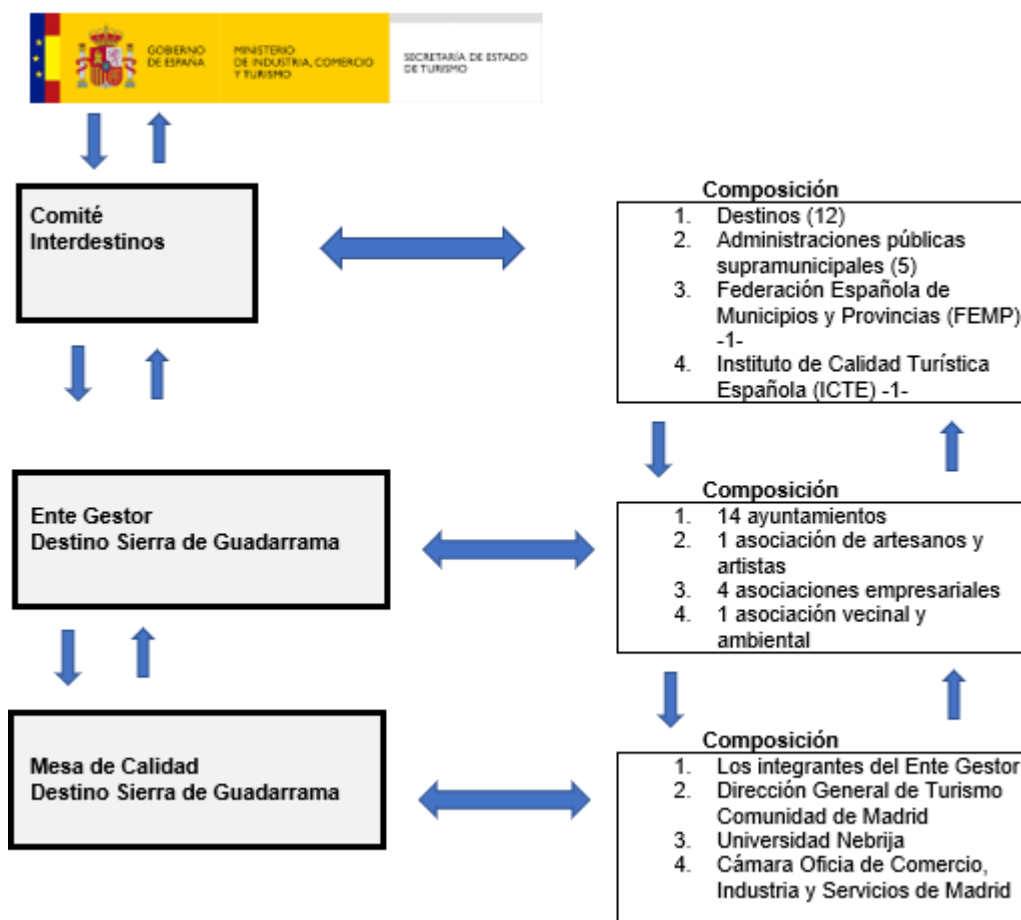 GOBIERNO
DE ESPAÑA
MINISTERIO
DE INDUSTRIA, COMERCIO
Y TURISMO
SECRETARÍA DE ESTADO
DE TURISMO
Comité
Interdestinos
Composición
1. Destinos (12)
2. Administraciones públicas
supramunicipales (5)
3. Federación Española de
Municipios y Provincias (FEMP)
-1-
4. Instituto de Calidad Turística
Española (ICTE) -1-
Ente Gestor
Destino Sierra de Guadarrama
Composición
1. 14 ayuntamientos
2. 1 asociación de artesanos y
artistas
3. 4 asociaciones empresariales
4. 1 asociación vecinal y
ambiental
Mesa de Calidad
Destino Sierra de Guadarrama
Composición
1. Los integrantes del Ente Gestor
2. Dirección General de Turismo
Comunidad de Madrid
3. Universidad Nebrija
4. Cámara Oficia de Comercio,
Industria y Servicios de Madrid